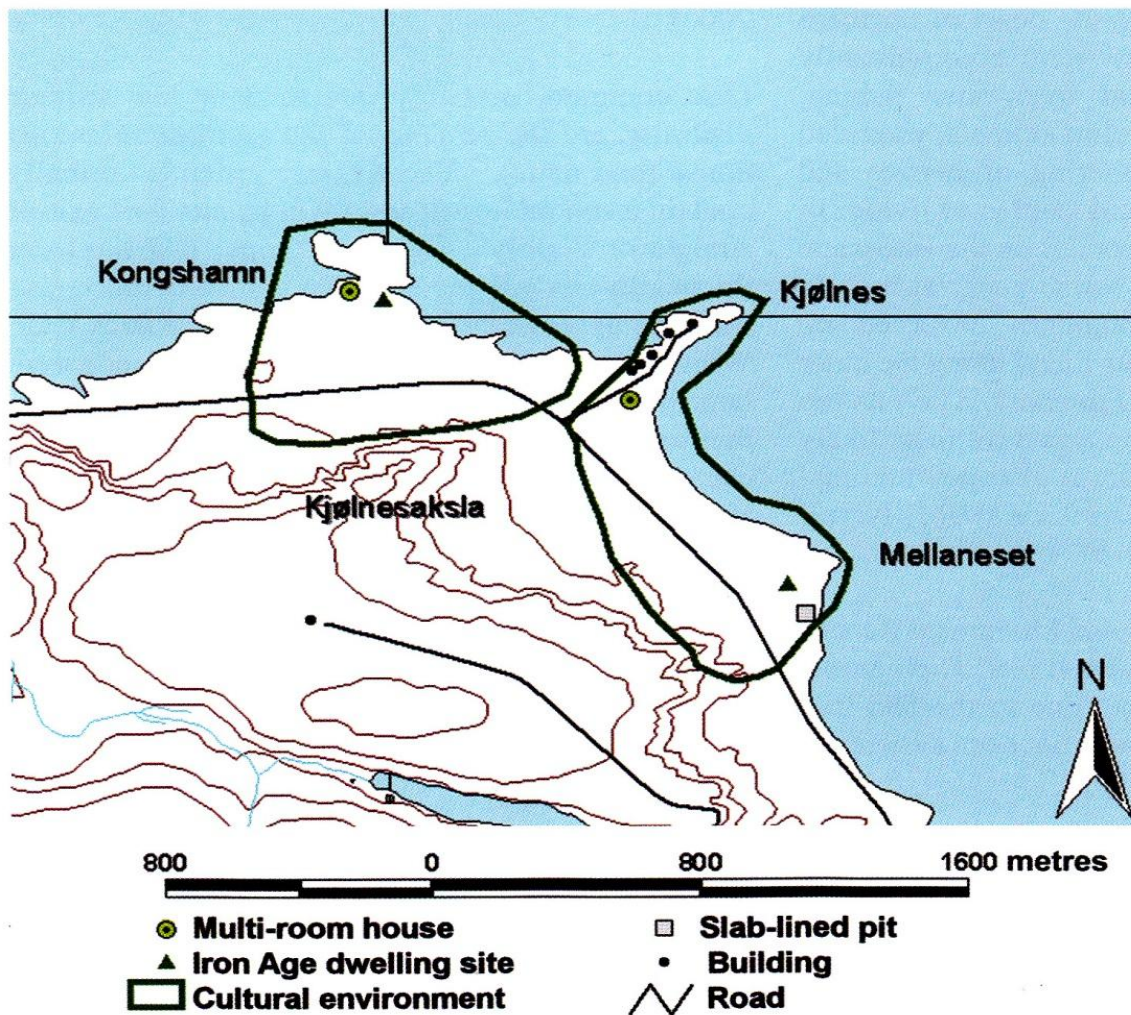 Kongshamn
Kjølnes
Kjølnesaksla
Mellaneset
N
800 0 800 1600 metres
Multi-room house
Slab-lined pit
Iron Age dwelling site
Building
Cultural environment
Road